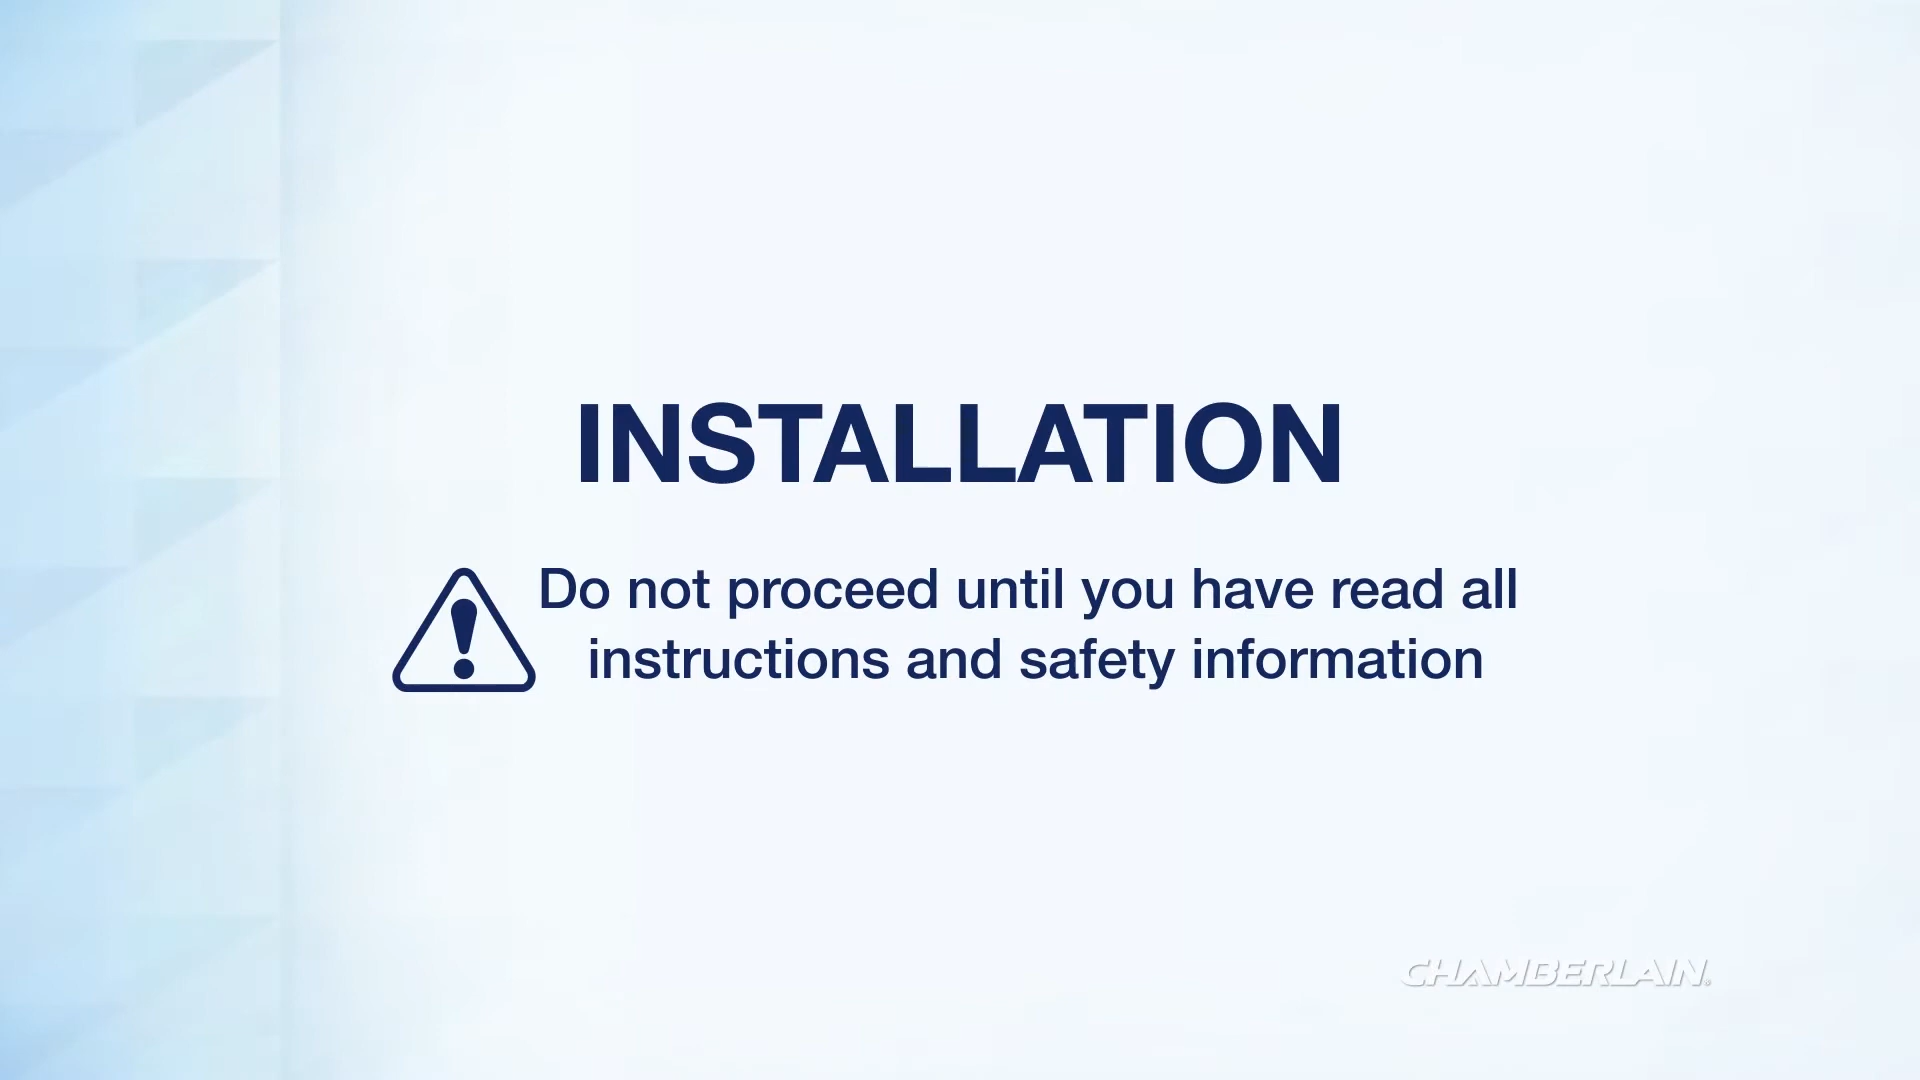 INSTALLATION
Do not proceed until you have read all
instructions and safety information
CHAMBERLAIN®